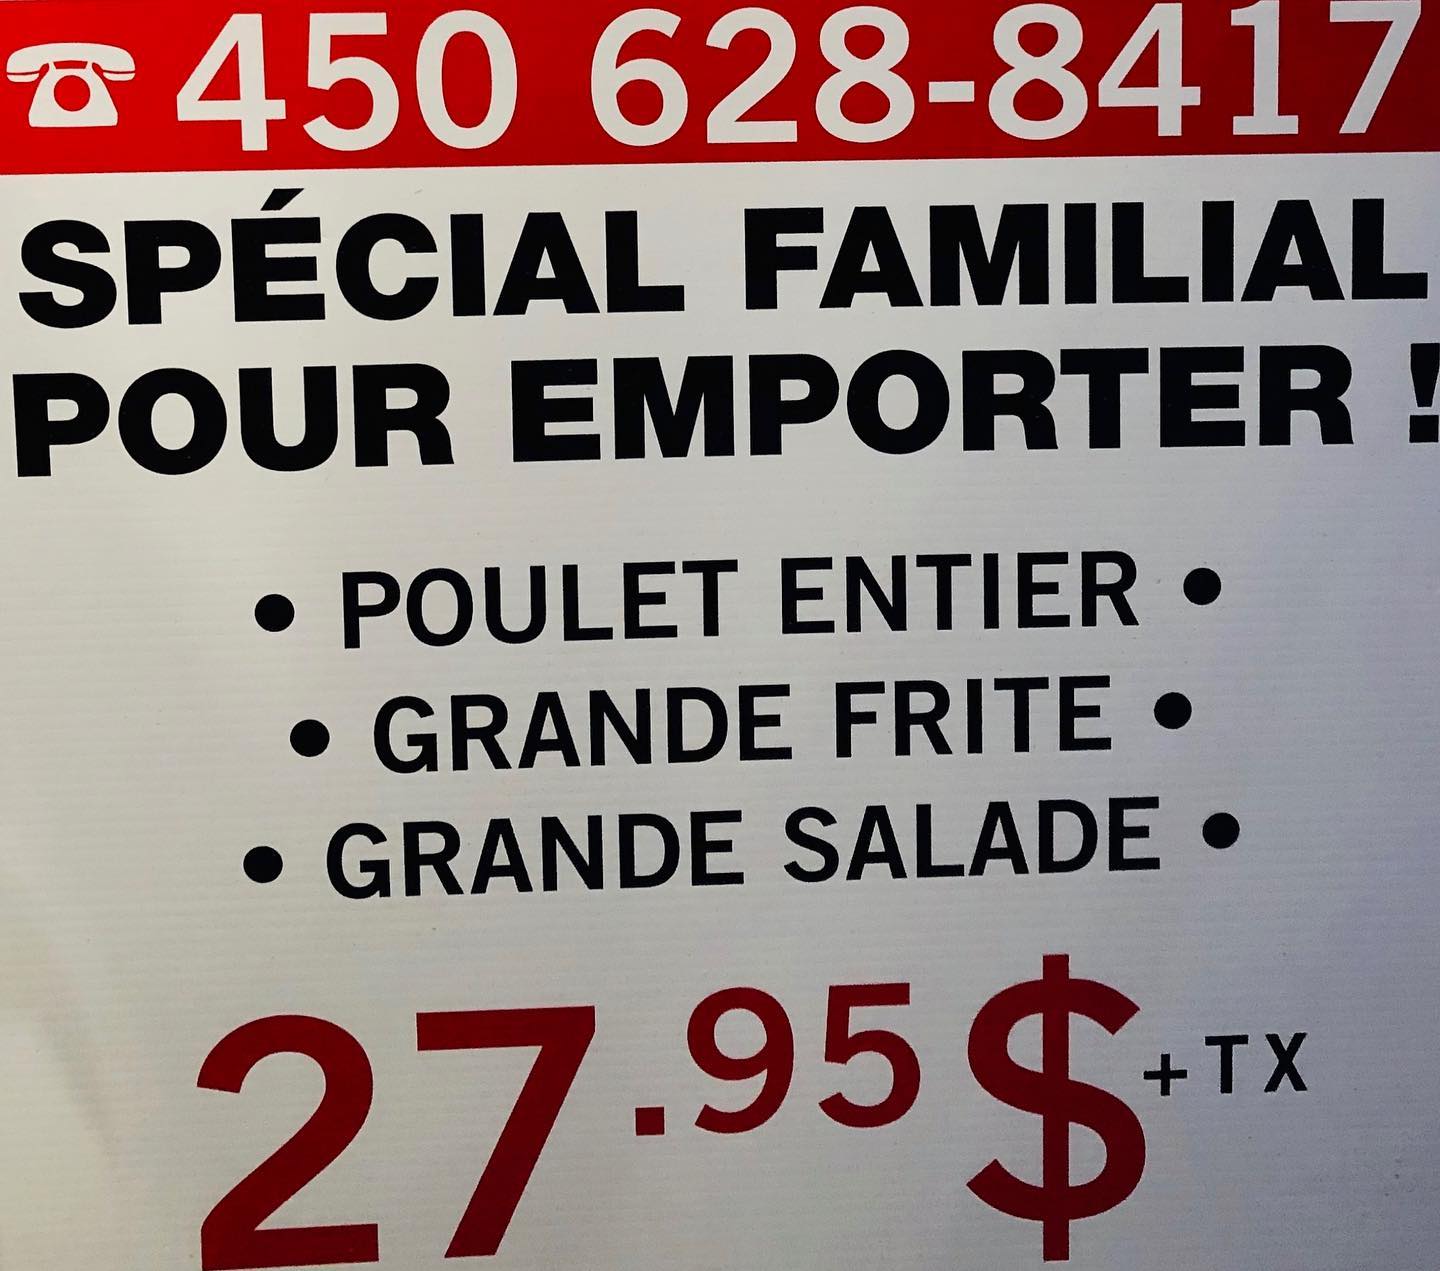 ☎ 450 628-8417
SPÉCIAL FAMILIAL
POUR EMPORTER !
• POULET ENTIER •
• GRANDE FRITE •
• GRANDE SALADE •
27.95$+TX